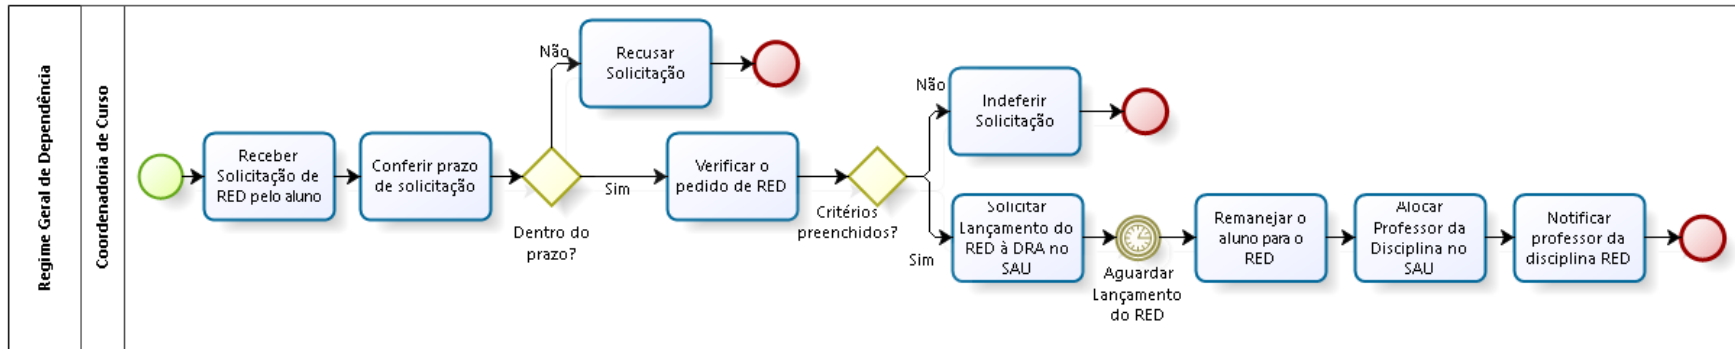 Regime Geral de Dependência
Coordenadoria de Curso
Receber
Solicitação de
RED pelo aluno
Conferir prazo
de solicitação
Dentro do
prazo?
Não
Recusar
Solicitação
Sim
Verificar o
pedido de RED
Critérios
preenchidos?
Não
Indeferir
Solicitação
Sim
Solicitar
Lançamento do
RED à DRA no
SAU
Aguardar
Lançamento
do RED
Remanejar o
aluno para o
RED
Alocar
Professor da
Disciplina no
SAU
Notificar
professor da
disciplina RED